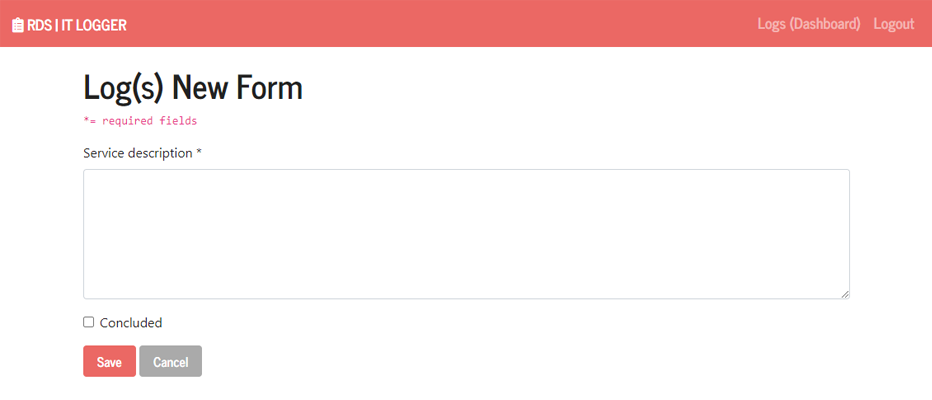 RDS | IT LOGGER Logs (Dashboard) Logout
Log(s) New Form
*= required fields
Service description *
Concluded
Save Cancel